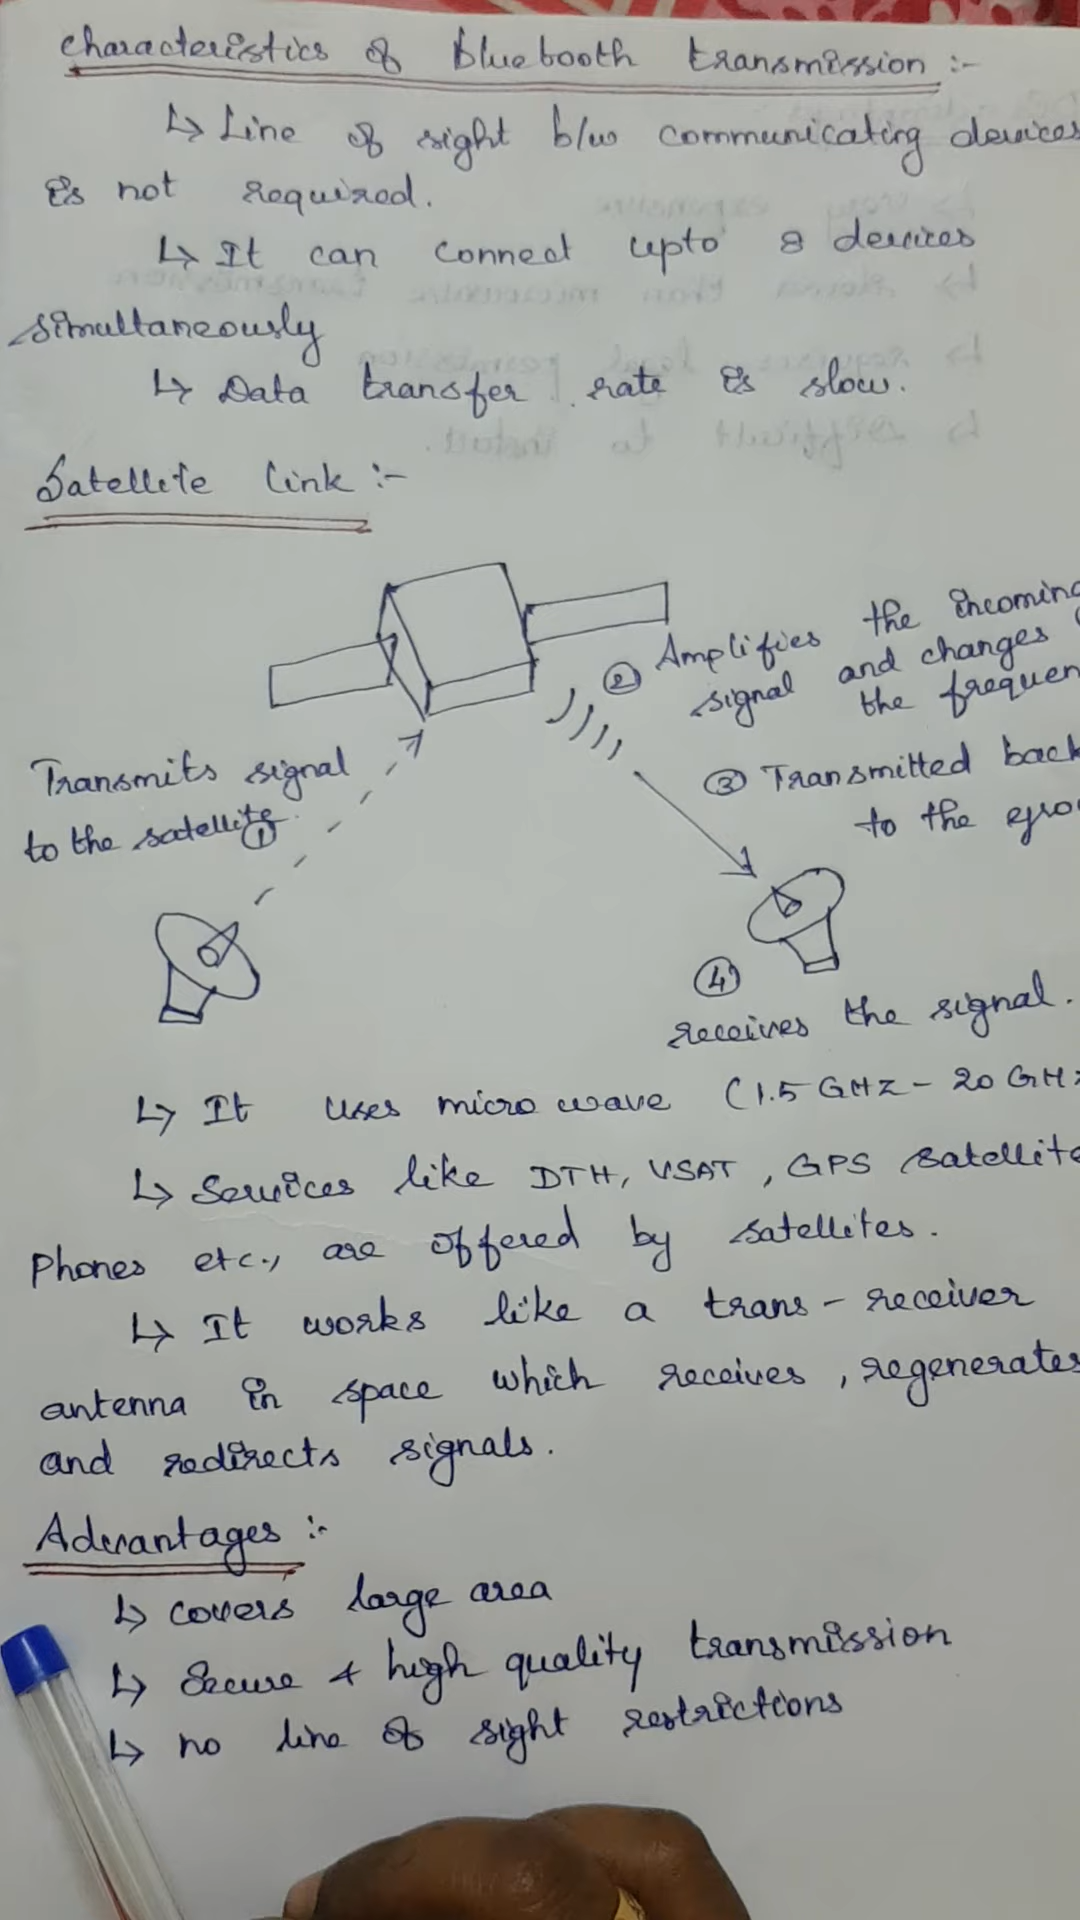 Characteristics of bluebooth transmission :-
↳ Line of sight b/w communicating devices
is not required.
↳ It can connect upto 8 devices
simultaneously
↳ Data transfer rate is slow.
Satellite link :-
② Amplifies the incoming
signal and changes
the frequen
Transmits signal
to the satellite ①
③ Transmitted back
to the grou
④
receives the signal.
↳ It uses micro wave (1.5 GHZ - 20 GHz
↳ Services like DTH, VSAT, GPS satellite
Phones etc., are offered by satellites.
↳ It works like a trans - receiver
antenna in space which receives, regenerates
and redirects signals.
Advantages :-
↳ covers large area
↳ Secure & high quality transmission
↳ no line of sight restrictions